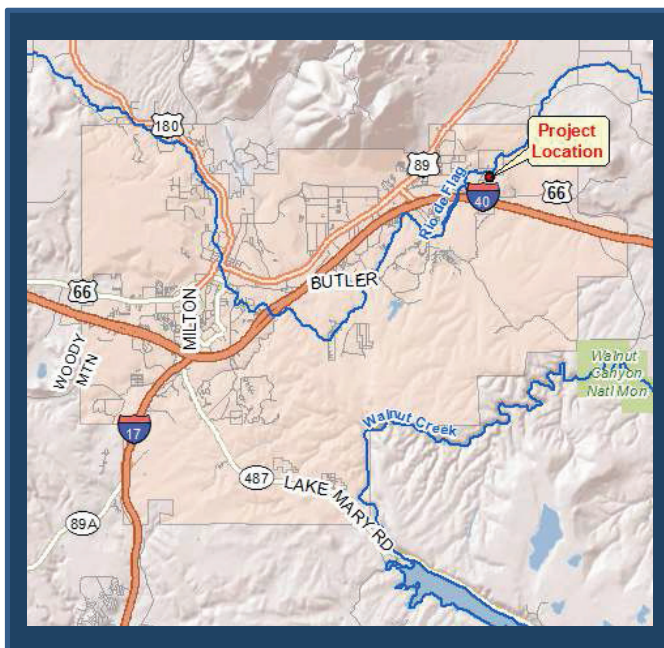 180
Project
Location
89
66
Rio de Flag
40
BUTLER
66
MILTON
WOODY
MTN
Walnut
Canyon
Natl Mon
Walnut Creek
17
487
LAKE MARY RD
89A